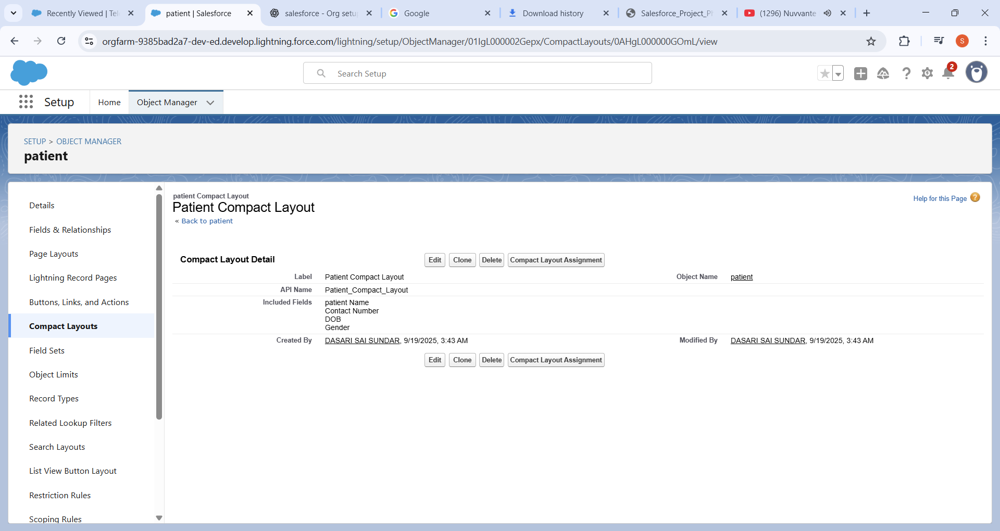 Recently Viewed | Tel
patient | Salesforce
salesforce - Org setu
Google
Download history
Salesforce_Project_Ph
(1296) Nuvvante
orgfarm-9385bad2a7-dev-ed.develop.lightning.force.com/lightning/setup/ObjectManager/01IgL000002Gepx/CompactLayouts/0AHgL000000GOmL/view
S
Search Setup
2
Setup
Home
Object Manager
SETUP > OBJECT MANAGER
patient
Details
Fields & Relationships
Page Layouts
Lightning Record Pages
Buttons, Links, and Actions
Compact Layouts
Field Sets
Object Limits
Record Types
Related Lookup Filters
Search Layouts
List View Button Layout
Restriction Rules
Scoping Rules
patient Compact Layout
Patient Compact Layout
« Back to patient
Help for this Page ?
Compact Layout Detail
Edit Clone Delete Compact Layout Assignment
Label Patient Compact Layout Object Name patient
API Name Patient_Compact_Layout
Included Fields patient Name
Contact Number
DOB
Gender
Created By DASARI SAI SUNDAR, 9/19/2025, 3:43 AM Modified By DASARI SAI SUNDAR, 9/19/2025, 3:43 AM
Edit Clone Delete Compact Layout Assignment